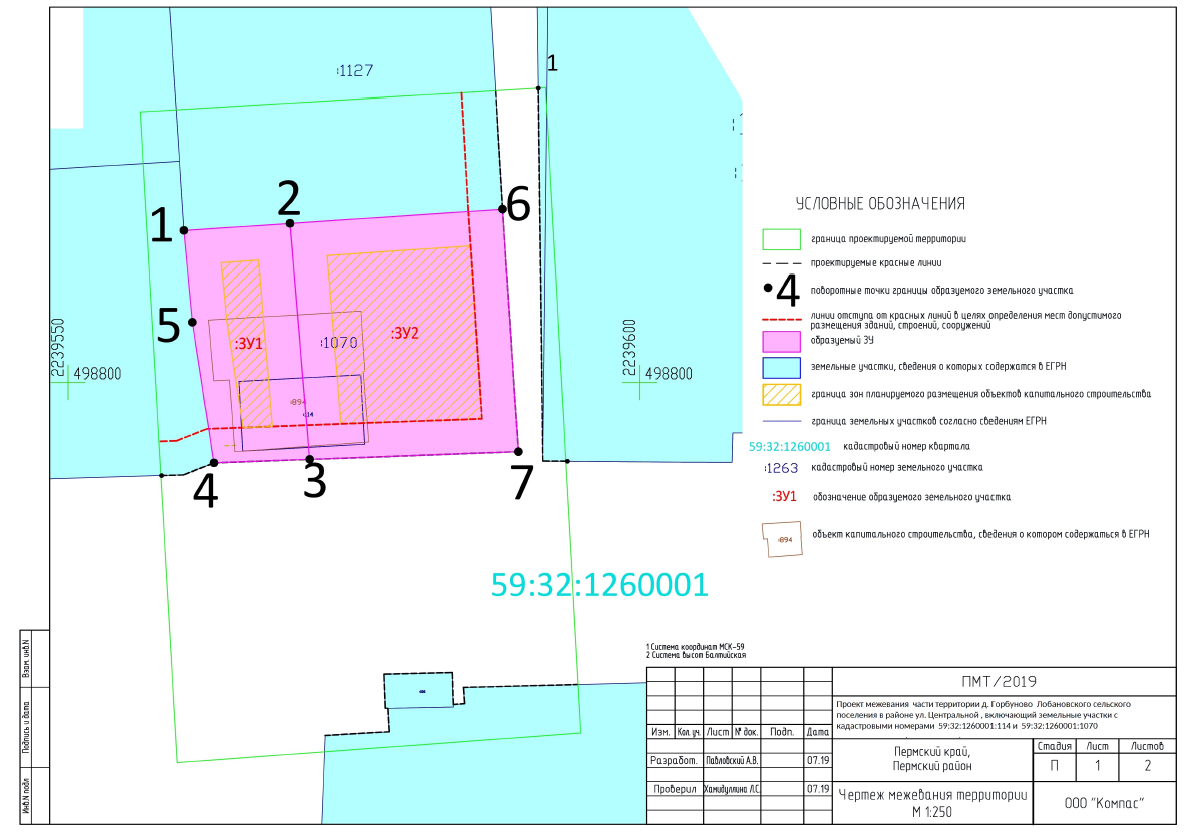 :1127
1
2
6
1
5
:ЗУ1
:1070
:ЗУ2
:894
:114
4
3
7
2239550
498800
2239600
498800
59:32:1260001
УСЛОВНЫЕ ОБОЗНАЧЕНИЯ
граница проектируемой территории
проектируемые красные линии
4
поворотные точки границы образуемого земельного участка
линии отступа от красных линий в целях определения мест допустимого
размещения зданий, строений, сооружений
образуемый ЗУ
земельные участки, сведения о которых содержатся в ЕГРН
граница зон планируемого размещения объектов капитального строительства
граница земельных участков согласно сведениям ЕГРН
59:32:1260001 кадастровый номер квартала
:1263 кадастровый номер земельного участка
:ЗУ1 обозначение образуемого земельного участка
:894 объект капитального строительства, сведения о котором содержаться в ЕГРН
1 Система координат МСК-59
2 Система высот Балтийская
Взам. инв.N
Подпись и дата
Инв.N подл
ПМТ/2019
Проект межевания части территории д. Горбуново Лобановского сельского
поселения в районе ул. Центральной , включающий земельные участки с
кадастровыми номерами 59:32:1260001:114 и 59:32:1260001:1070
Изм. Кол. уч. Лист № док. Подп. Дата
Разработ. Павловский А.В. 07.19
Проверил Хамидуллина Л.С. 07.19
Пермский край,
Пермский район
Стадия Лист Листов
П 1 2
Чертеж межевания территории
М 1:250
ООО "Компас"